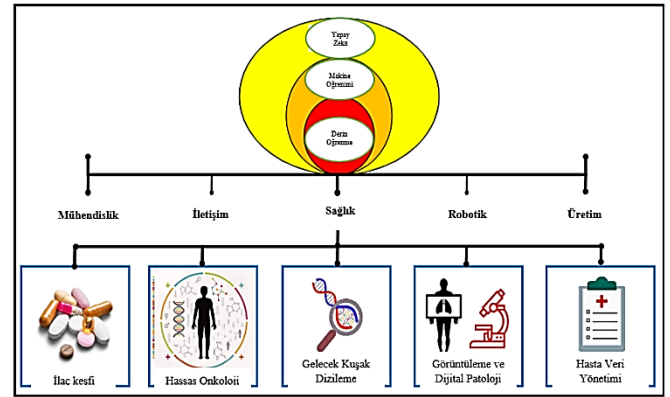 Yapay
Zekâ
Makine
Öğrenimi
Derin
Öğrenme
Mühendislik
İletişim
Sağlık
Robotik
Üretim
İlaç keşfi
Hassas Onkoloji
Gelecek Kuşak
Dizileme
Görüntüleme ve
Dijital Patoloji
Hasta Veri
Yönetimi